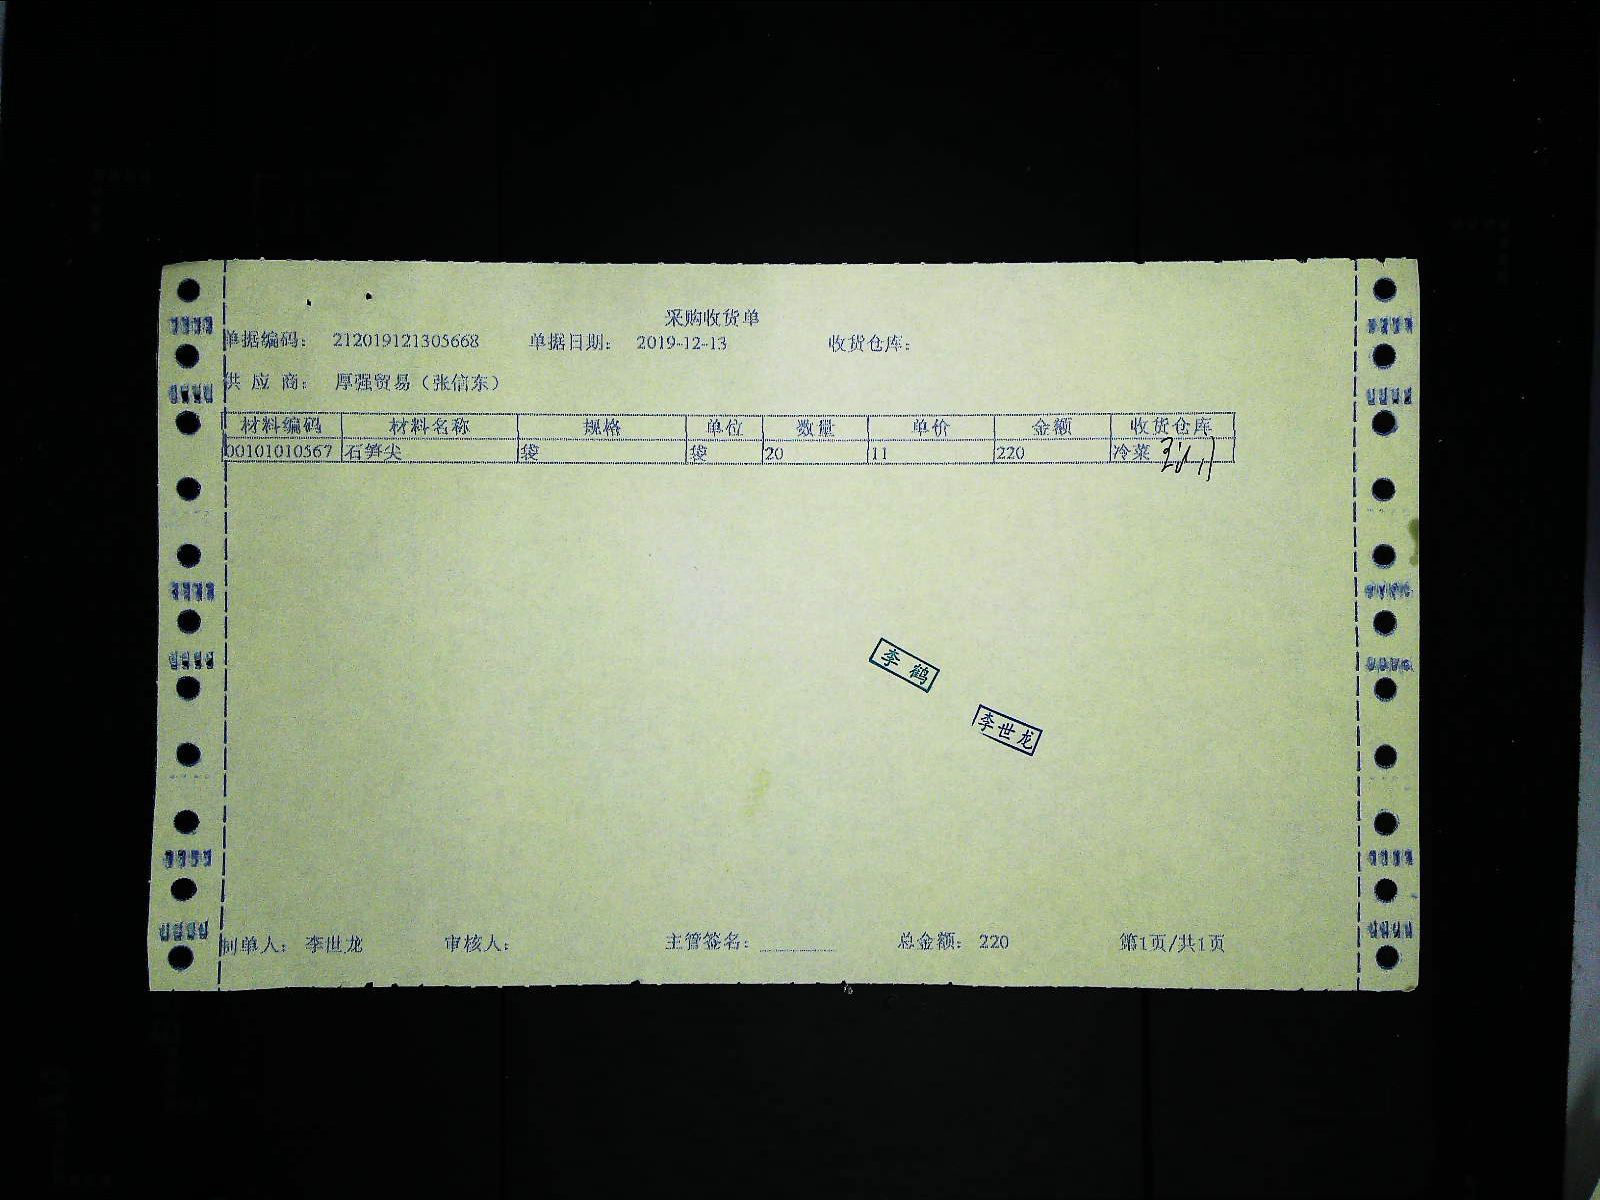 采购收货单
单据编码： 212019121305668 单据日期： 2019-12-13 收货仓库：
供 应 商： 厚强贸易（张信东）
材料编码 材料名称 规格 单位 数量 单价 金额 收货仓库
00101010567 石笋尖 袋 袋 20 11 220 冷菜
李鹤
李世龙
制单人： 李世龙 审核人： 主管签名： 总金额： 220 第1页/共1页